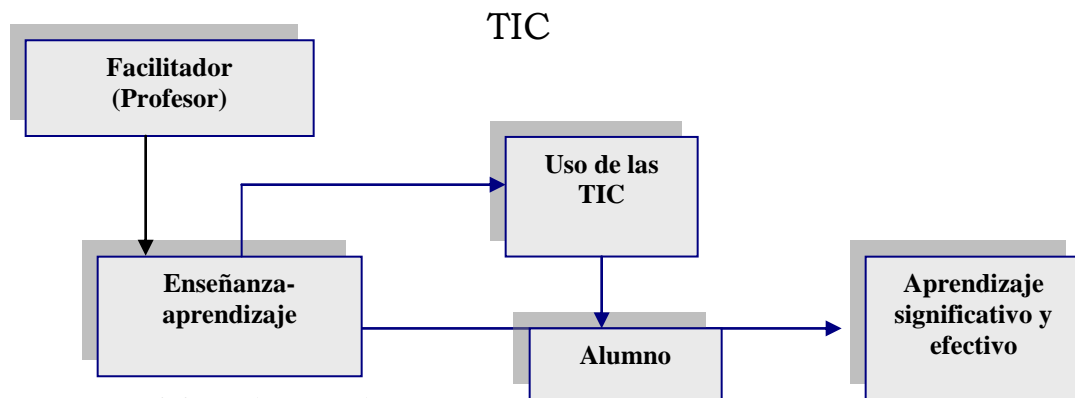 TIC
Facilitador
(Profesor)
Uso de las
TIC
Enseñanza-
aprendizaje
Alumno
Aprendizaje
significativo y
efectivo